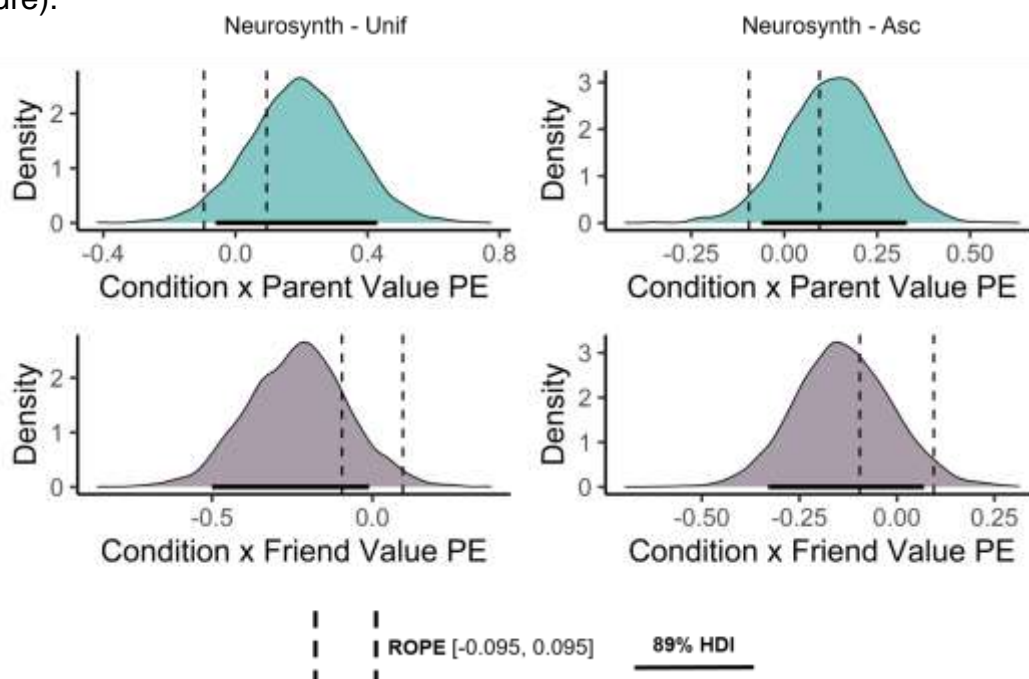 ure).
Neurosynth - Unif
Neurosynth - Asc
Density
2
1
0
-0.4 0.0 0.4 0.8
Condition x Parent Value PE
Density
3
2
1
0
-0.25 0.00 0.25 0.50
Condition x Parent Value PE
Density
2
1
0
-0.5 0.0
Condition x Friend Value PE
Density
3
2
1
0
-0.50 -0.25 0.00 0.25
Condition x Friend Value PE
ROPE [-0.095, 0.095]
89% HDI